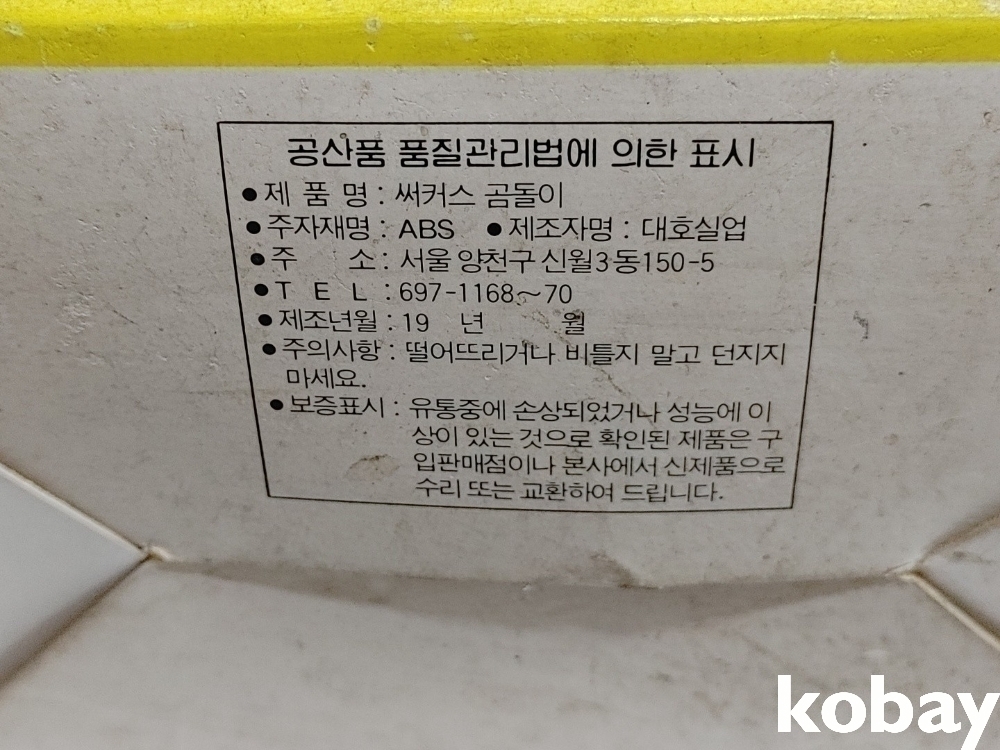 공산품 품질관리법에 의한 표시
● 제 품 명 : 써커스 곰돌이
● 주자재명 : ABS ● 제조자명 : 대호실업
● 주 소 : 서울 양천구 신월3동150-5
● T E L : 697-1168~70
● 제조년월 : 19 년 월
● 주의사항 : 떨어뜨리거나 비틀지 말고 던지지
마세요.
● 보증표시 : 유통중에 손상되었거나 성능에 이
상이 있는 것으로 확인된 제품은 구
입판매점이나 본사에서 신제품으로
수리 또는 교환하여 드립니다.
kobay